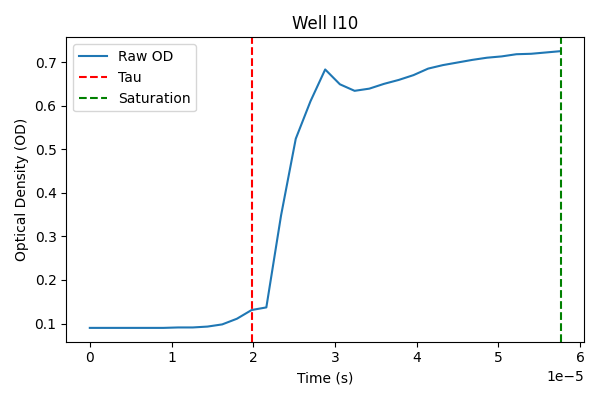 Well I10
Raw OD
Tau
Saturation
Optical Density (OD)
0.7
0.6
0.5
0.4
0.3
0.2
0.1
0 1 2 3 4 5 6
1e−5
Time (s)